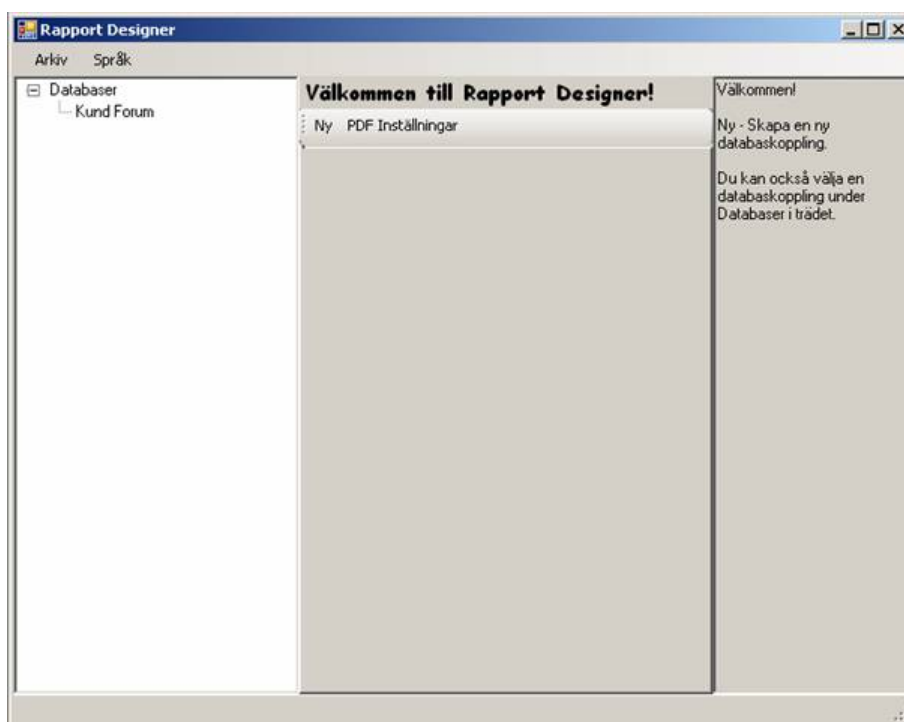 Rapport Designer
Arkiv Språk
Databaser
Kund Forum
Välkommen till Rapport Designer!
Ny PDF Inställningar
Välkommen!
Ny - Skapa en ny
databaskoppling.
Du kan också välja en
databaskoppling under
Databaser i trädet.